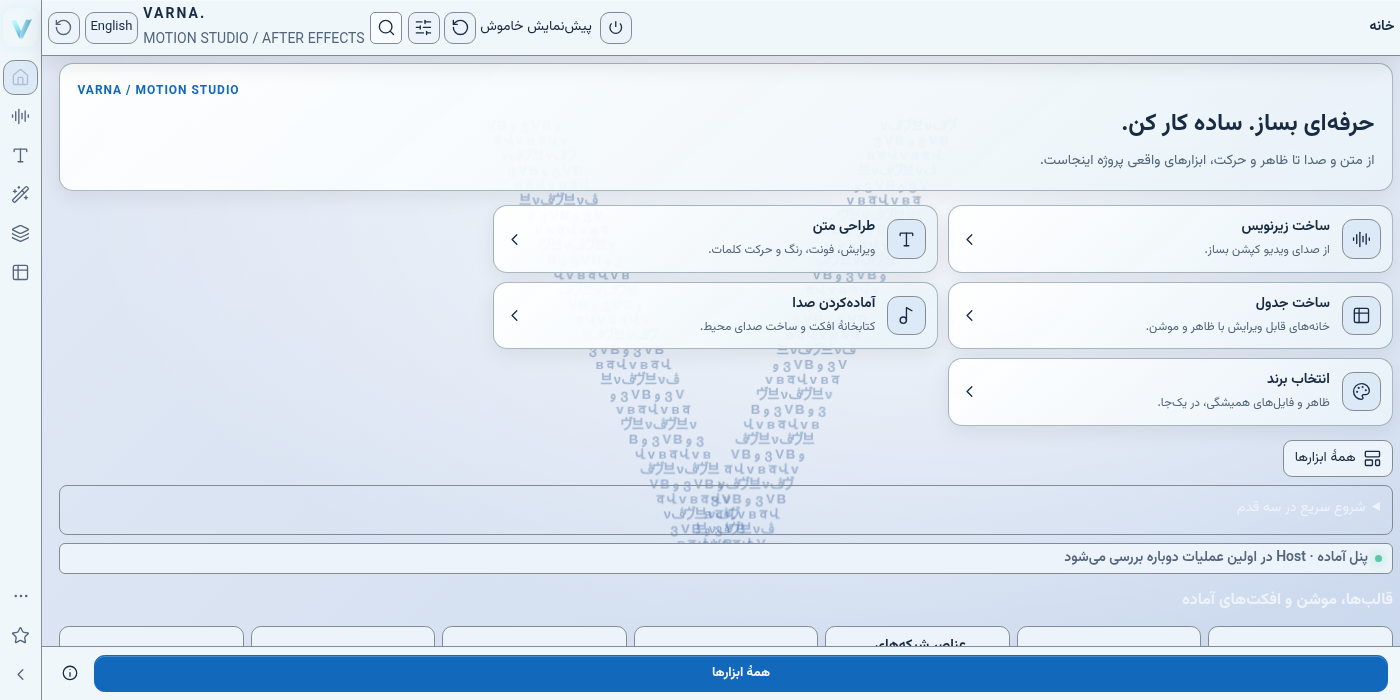 خانه
پیش‌نمایش خاموش
VARNA.
MOTION STUDIO / AFTER EFFECTS
English
VARNA / MOTION STUDIO
حرفه‌ای بساز. ساده کار کن.
از متن و صدا تا ظاهر و حرکت، ابزارهای واقعی پروژه اینجاست.
ساخت زیرنویس
از صدای ویدیو کپشن بساز.
طراحی متن
ویرایش، فونت، رنگ و حرکت کلمات.
ساخت جدول
خانه‌های قابل ویرایش با ظاهر و موشن.
آماده‌کردن صدا
کتابخانهٔ افکت و ساخت صدای محیط.
انتخاب برند
ظاهر و فایل‌های همیشگی، در یک‌جا.
همهٔ ابزارها
شروع سریع در سه قدم
پنل آماده · Host در اولین عملیات دوباره بررسی می‌شود
قالب‌ها، موشن و افکت‌های آماده
عناصر شبکه‌های
همهٔ ابزارها